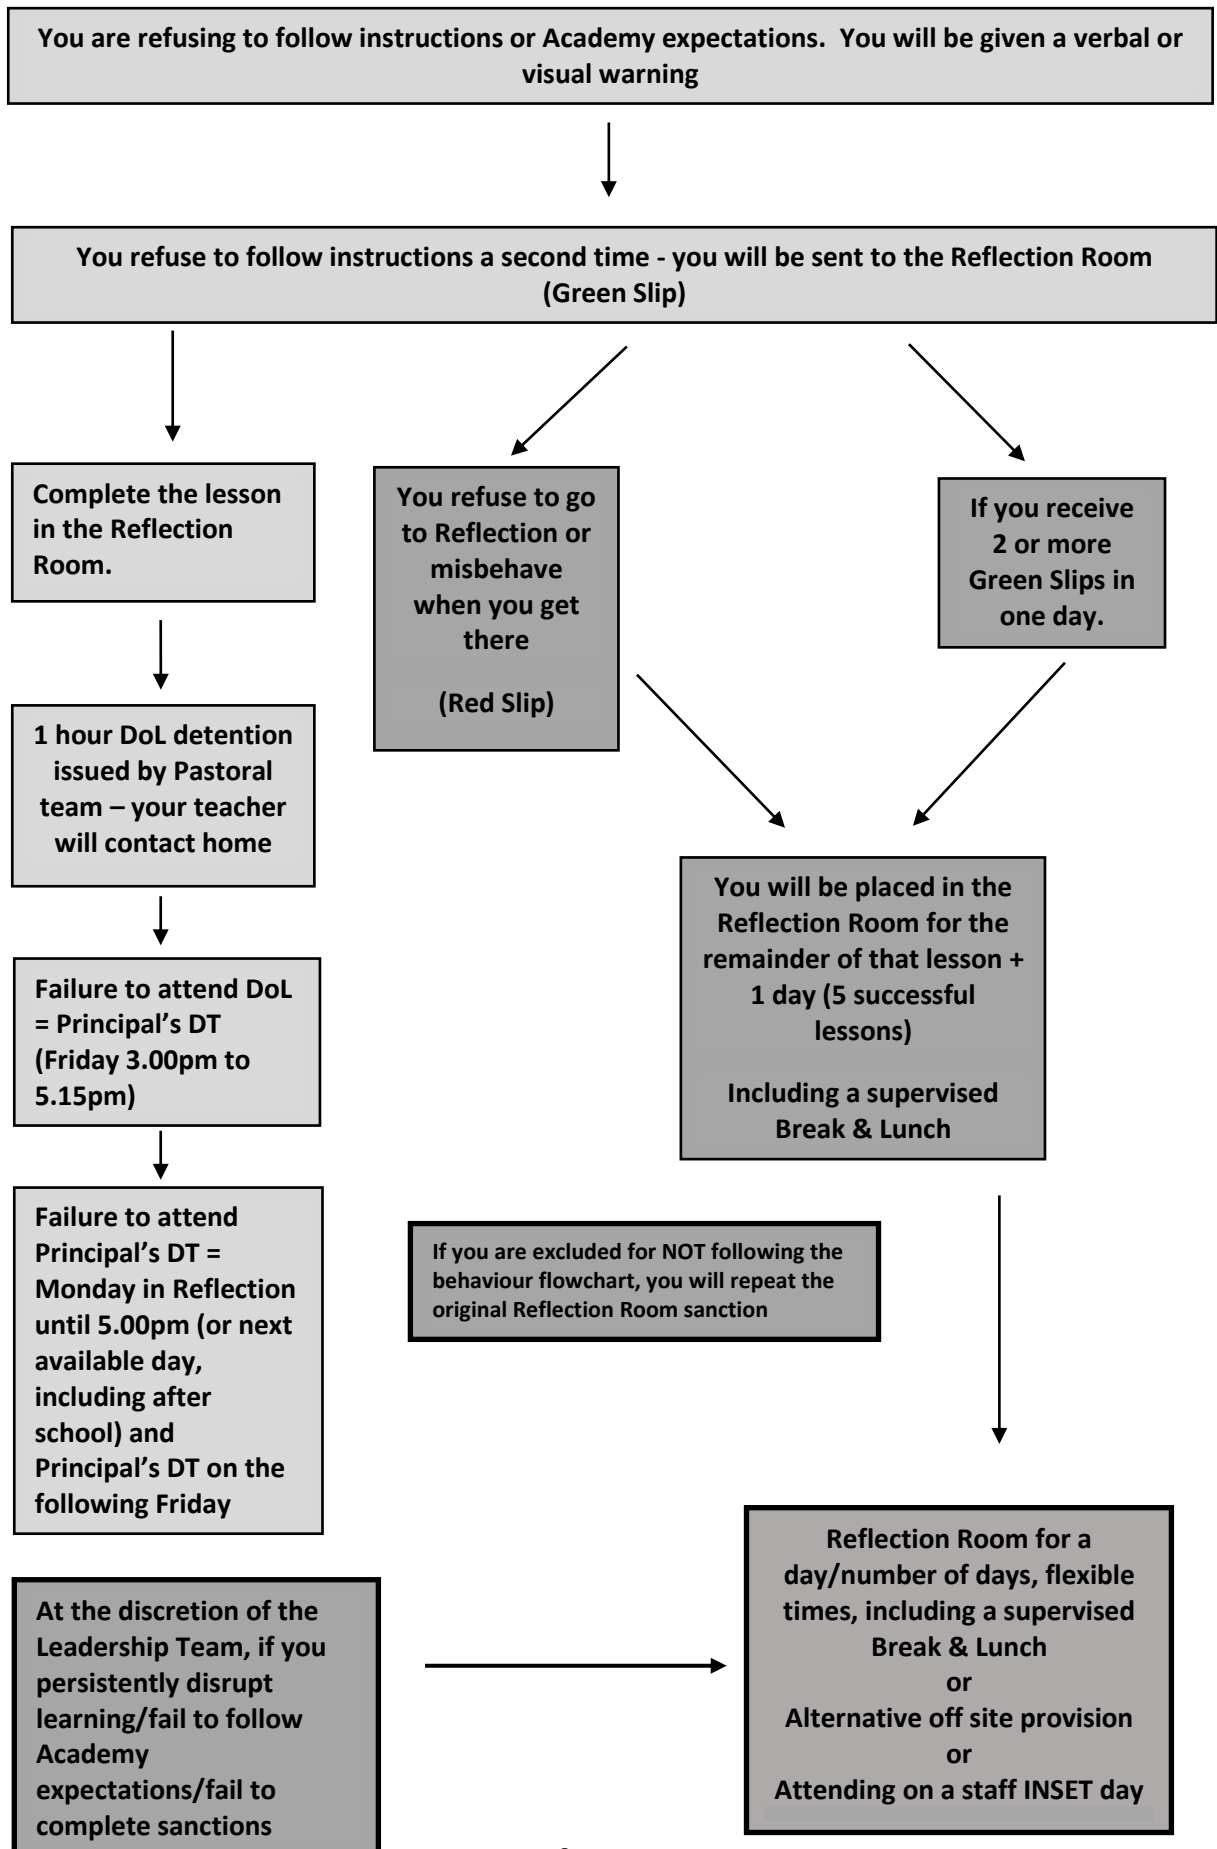 You are refusing to follow instructions or Academy expectations.  You will be given a verbal or
visual warning
You refuse to follow instructions a second time - you will be sent to the Reflection Room
(Green Slip)
Complete the lesson
in the Reflection
Room.
You refuse to go
to Reflection or
misbehave
when you get
there
(Red Slip)
If you receive
2 or more
Green Slips in
one day.
1 hour DoL detention
issued by Pastoral
team – your teacher
will contact home
Failure to attend DoL
= Principal’s DT
(Friday 3.00pm to
5.15pm)
You will be placed in the
Reflection Room for the
remainder of that lesson +
1 day (5 successful
lessons)
Including a supervised
Break & Lunch
Failure to attend
Principal’s DT =
Monday in Reflection
until 5.00pm (or next
available day,
including after
school) and
Principal’s DT on the
following Friday
If you are excluded for NOT following the
behaviour flowchart, you will repeat the
original Reflection Room sanction
At the discretion of the
Leadership Team, if you
persistently disrupt
learning/fail to follow
Academy
expectations/fail to
complete sanctions
Reflection Room for a
day/number of days, flexible
times, including a supervised
Break & Lunch
or
Alternative off site provision
or
Attending on a staff INSET day